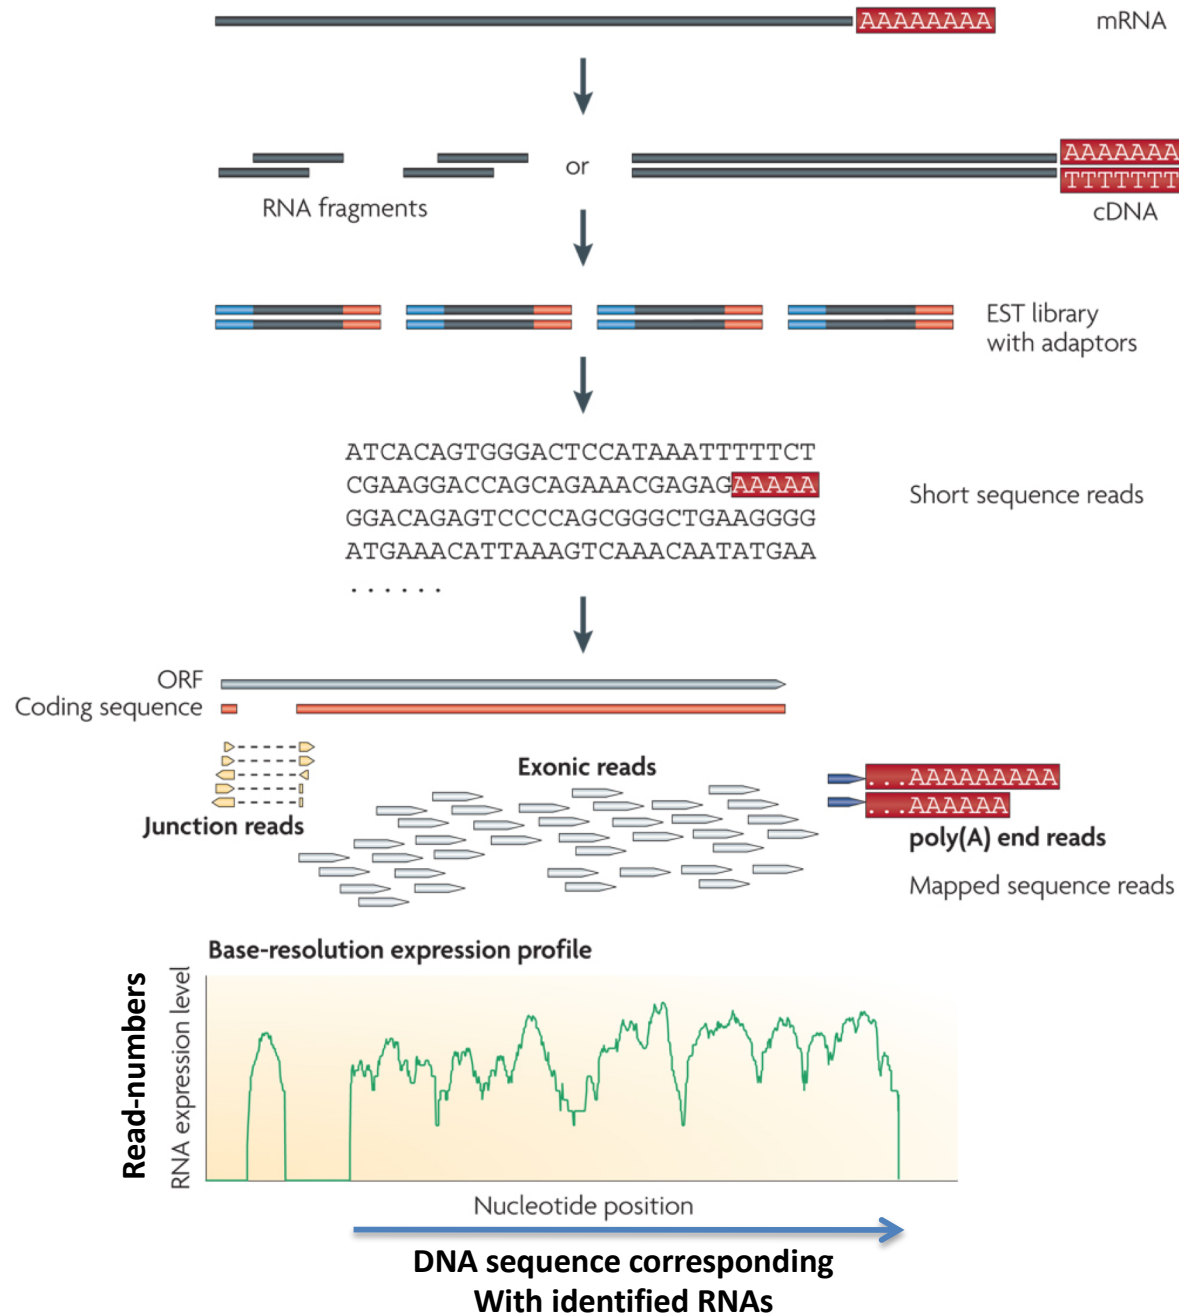 AAAAAAAA
mRNA
or
AAAAAAA
TTTTTTT
RNA fragments
cDNA
EST library
with adaptors
ATCACAGTGGGACTCCATAAATTTTTCT
CGAAGGACCAGCAGAAACGAGAGAAAAA
Short sequence reads
GGACAGAGTCCCCAGCGGGCTGAAGGGG
ATGAAACATTAAAGTCAAACAATATGAA
. . . . . .
ORF
Coding sequence
Exonic reads
...AAAAAAAAA
...AAAAAA
Junction reads
poly(A) end reads
Mapped sequence reads
Base-resolution expression profile
Read-numbers
RNA expression level
Nucleotide position
DNA sequence corresponding
With identified RNAs